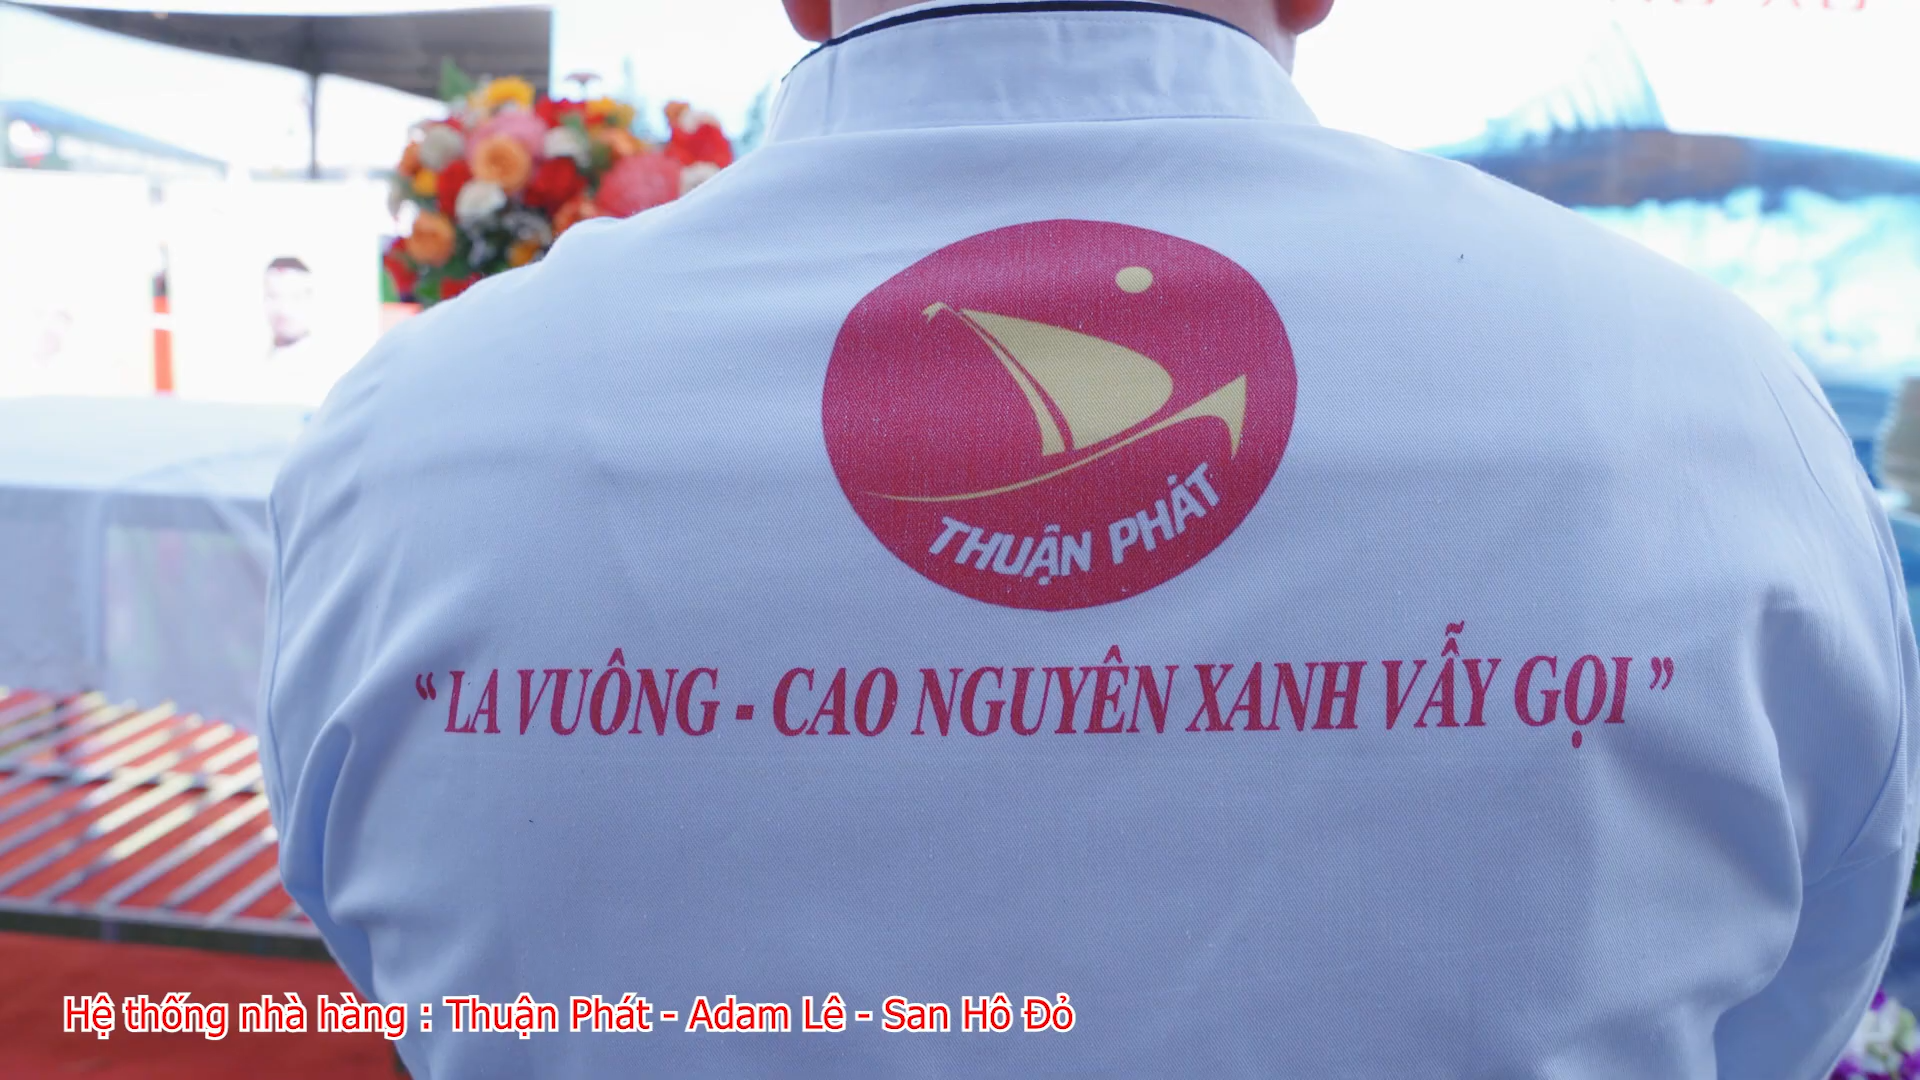 THUẬN PHÁT
“ LA VUÔNG - CAO NGUYÊN XANH VẪY GỌI ”
Hệ thống nhà hàng : Thuận Phát - Adam Lê - San Hô Đỏ